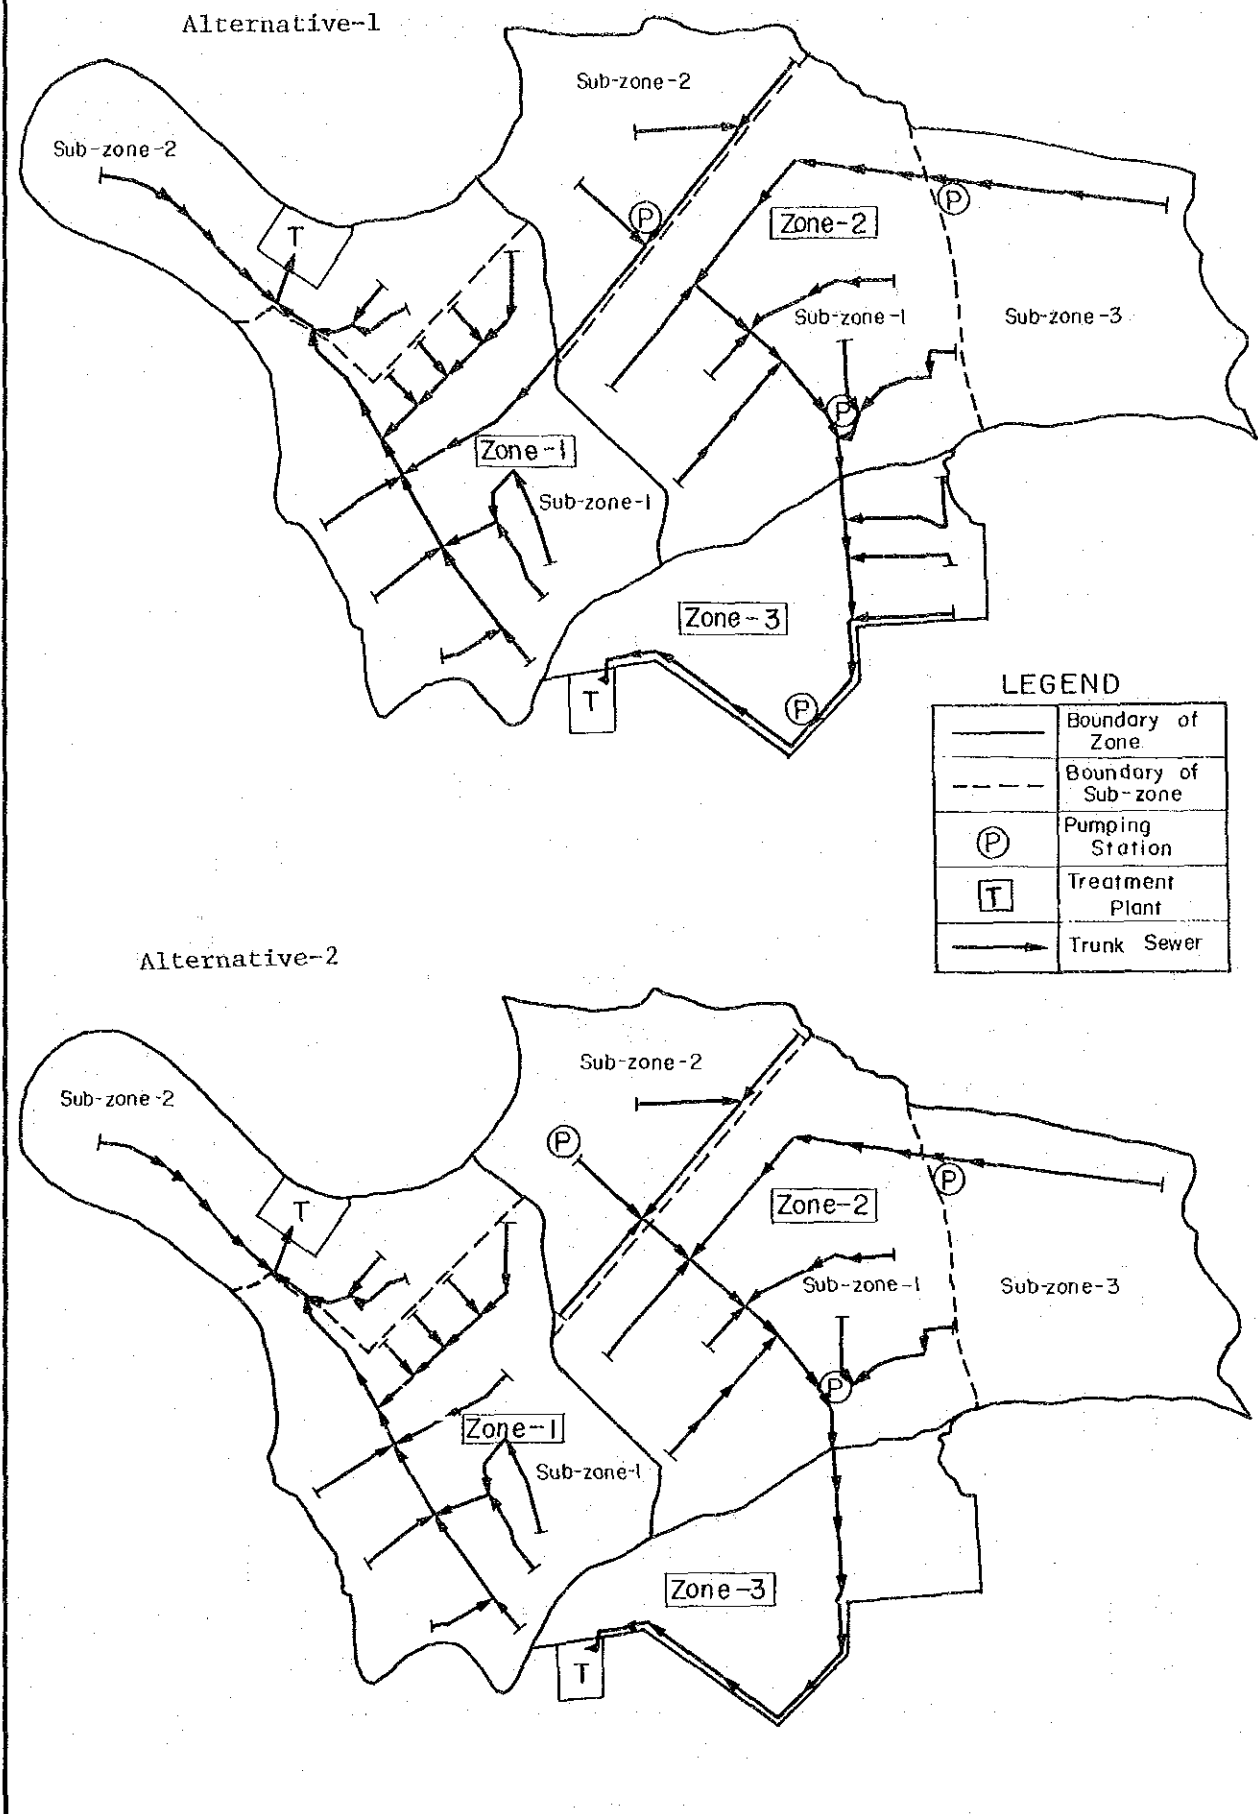 Alternative-1
Sub-zone-2
Sub-zone-2
P
P
T
Zone-2
Sub-zone-1
Sub-zone-3
P
Zone-1
Sub-zone-1
Zone-3
T
P
LEGEND
Boundary of
Zone
Boundary of
Sub-zone
P
Pumping
Station
T
Treatment
Plant
Trunk Sewer
Alternative-2
Sub-zone-2
Sub-zone-2
P
P
T
Zone-2
Sub-zone-1
Sub-zone-3
P
Zone-1
Sub-zone-1
Zone-3
T